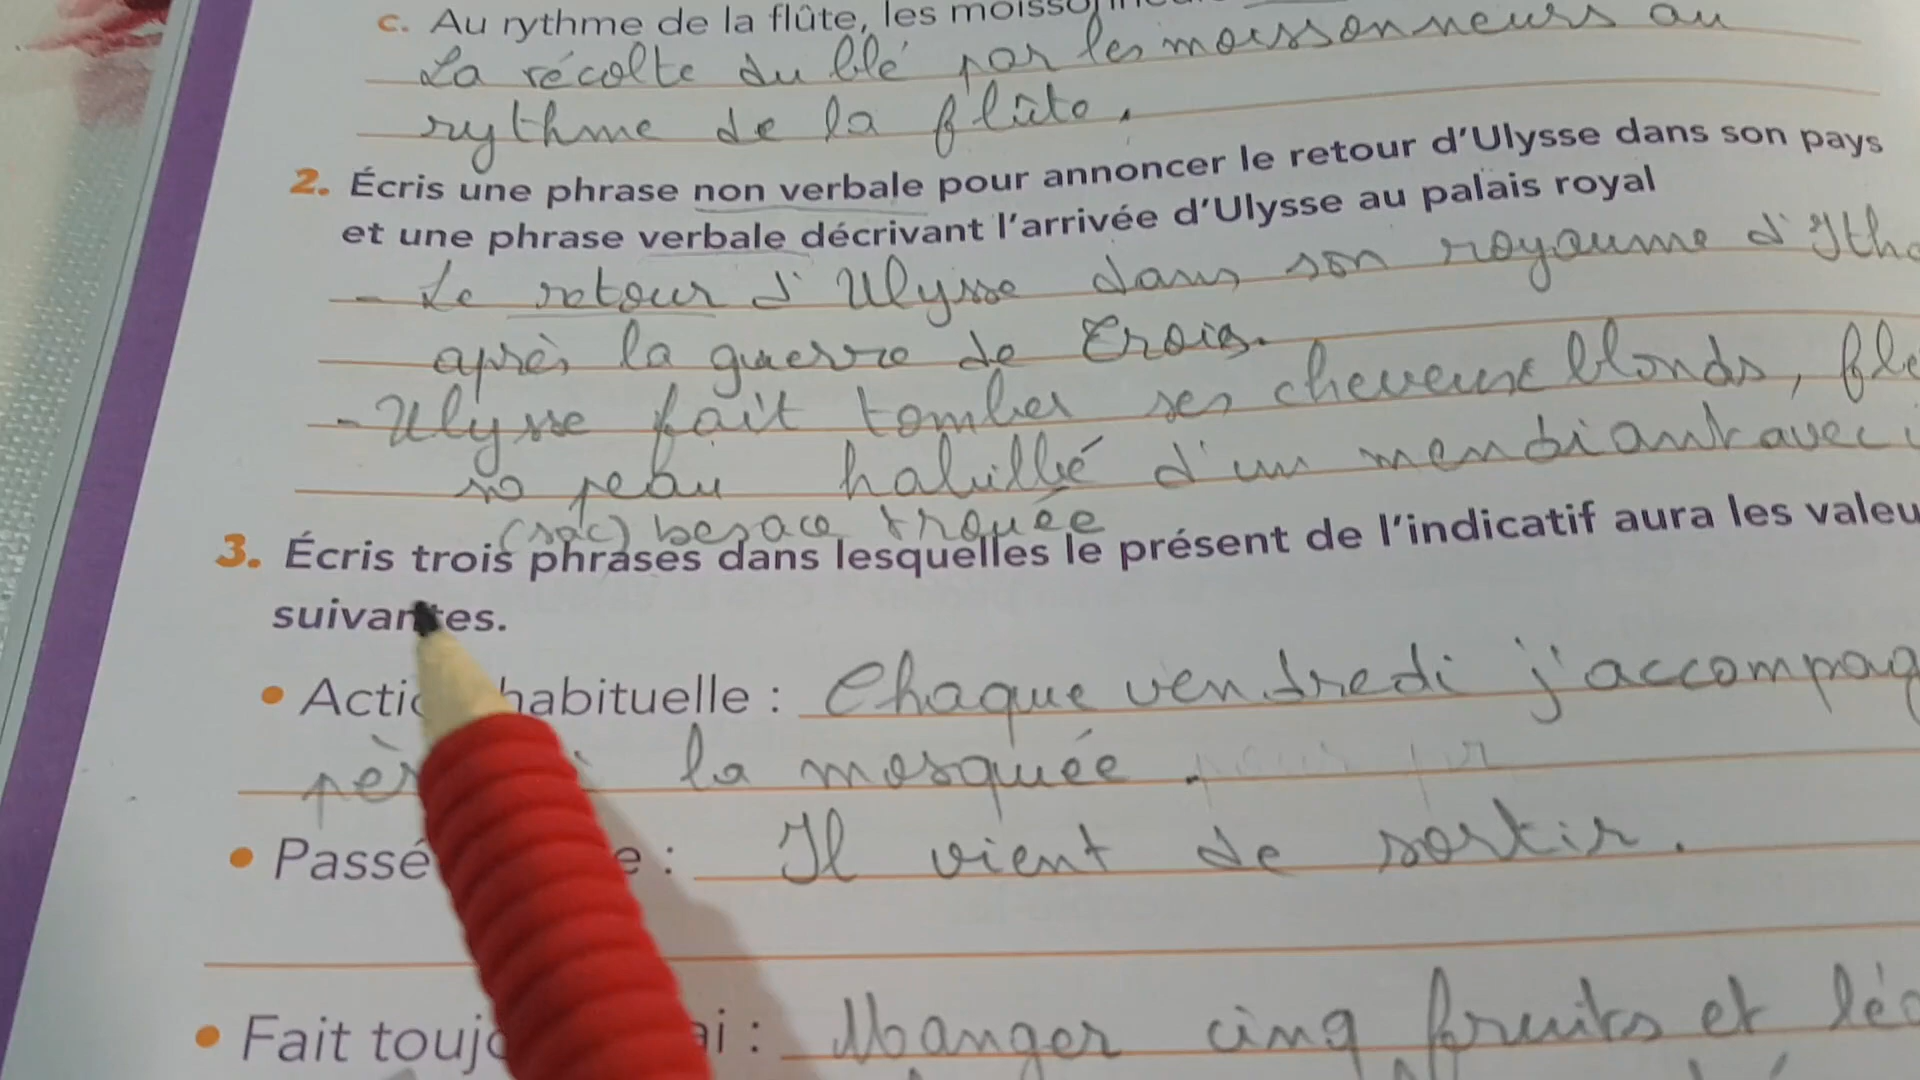 c. Au rythme de la flûte, les
La récolte du blé par les moissonneurs au
rythme de la flûte.
2. Écris une phrase non verbale pour annoncer le retour d'Ulysse dans son pays
et une phrase verbale décrivant l'arrivée d'Ulysse au palais royal
- Le retour d'Ulysse dans son royaume d'Itha
après la guerre de Troie.
- Ulysse fait tomber ses cheveux blonds, flé
sa peau habillé d'un mendiant avec
(sac) besace trouée
3. Écris trois phrases dans lesquelles le présent de l'indicatif aura les valeu
suivantes.
• Action habituelle : Chaque vendredi j'accompag
la mosquée.
• Passé e : Il vient de sortir.
• Fait toujo ai : Manger cinq fruits et lég